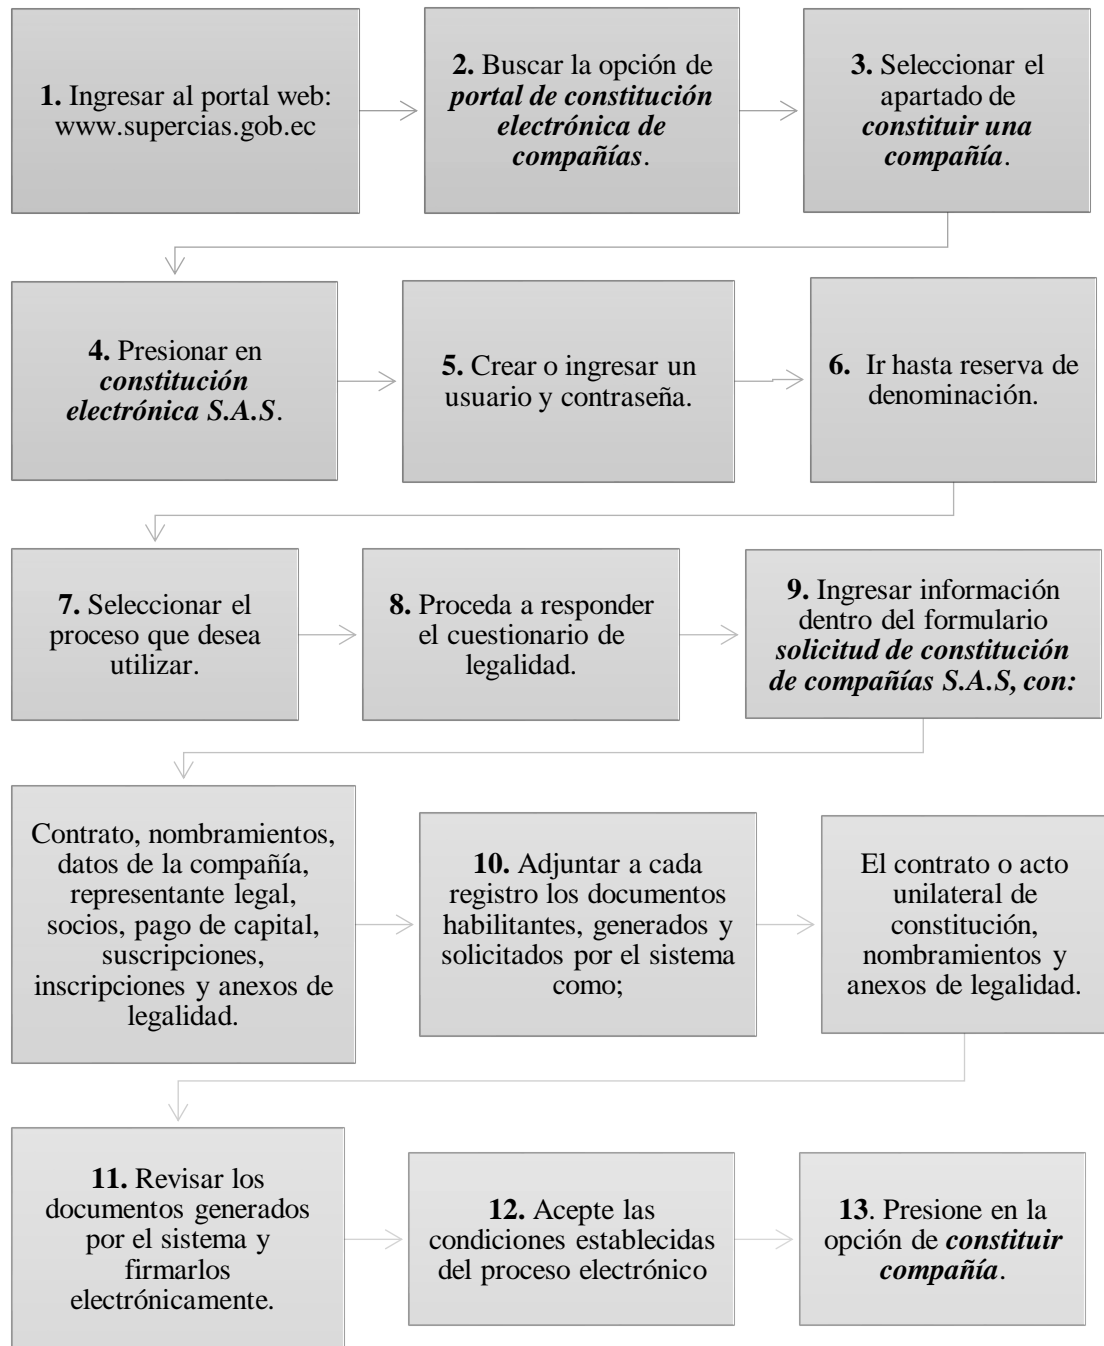 1. Ingresar al portal web:
www.supercias.gob.ec
2. Buscar la opción de
portal de constitución
electrónica de
compañías.
3. Seleccionar el
apartado de
constituir una
compañía.
4. Presionar en
constitución
electrónica S.A.S.
5. Crear o ingresar un
usuario y contraseña.
6. Ir hasta reserva de
denominación.
7. Seleccionar el
proceso que desea
utilizar.
8. Proceda a responder
el cuestionario de
legalidad.
9. Ingresar información
dentro del formulario
solicitud de constitución
de compañías S.A.S, con:
Contrato, nombramientos,
datos de la compañía,
representante legal,
socios, pago de capital,
suscripciones,
inscripciones y anexos de
legalidad.
10. Adjuntar a cada
registro los documentos
habilitantes, generados y
solicitados por el sistema
como;
El contrato o acto
unilateral de
constitución,
nombramientos y
anexos de legalidad.
11. Revisar los
documentos generados
por el sistema y
firmarlos
electrónicamente.
12. Acepte las
condiciones establecidas
del proceso electrónico
13. Presione en la
opción de constituir
compañía.